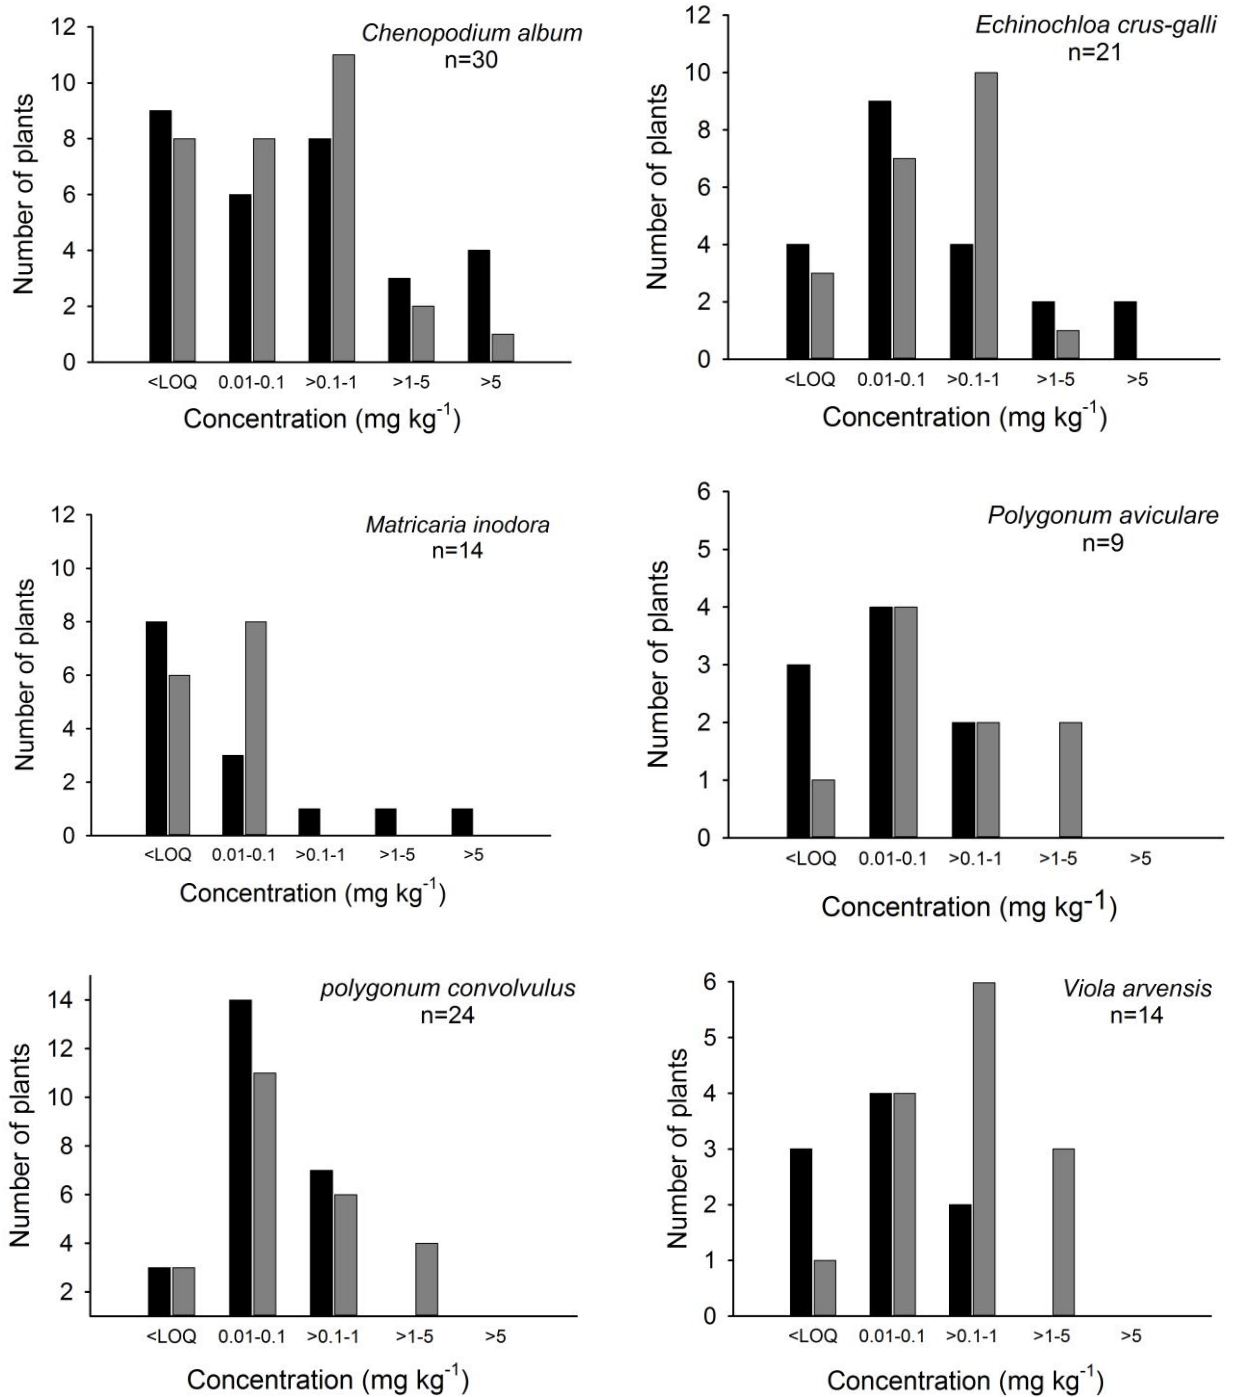 Chenopodium album
n=30
12
10
8
6
4
2
0
Number of plants
<LOQ 0.01-0.1 >0.1-1 >1-5 >5
Concentration (mg kg-1)
Echinochloa crus-galli
n=21
12
10
8
6
4
2
0
Number of plants
<LOQ 0.01-0.1 >0.1-1 >1-5 >5
Concentration (mg kg-1)
Matricaria inodora
n=14
12
10
8
6
4
2
0
Number of plants
<LOQ 0.01-0.1 >0.1-1 >1-5 >5
Concentration (mg kg-1)
Polygonum aviculare
n=9
6
5
4
3
2
1
0
Number of plants
<LOQ 0.01-0.1 >0.1-1 >1-5 >5
Concentration (mg kg-1)
polygonum convolvulus
n=24
14
12
10
8
6
4
2
Number of plants
<LOQ 0.01-0.1 >0.1-1 >1-5 >5
Concentration (mg kg-1)
Viola arvensis
n=14
6
5
4
3
2
1
0
Number of plants
<LOQ 0.01-0.1 >0.1-1 >1-5 >5
Concentration (mg kg-1)